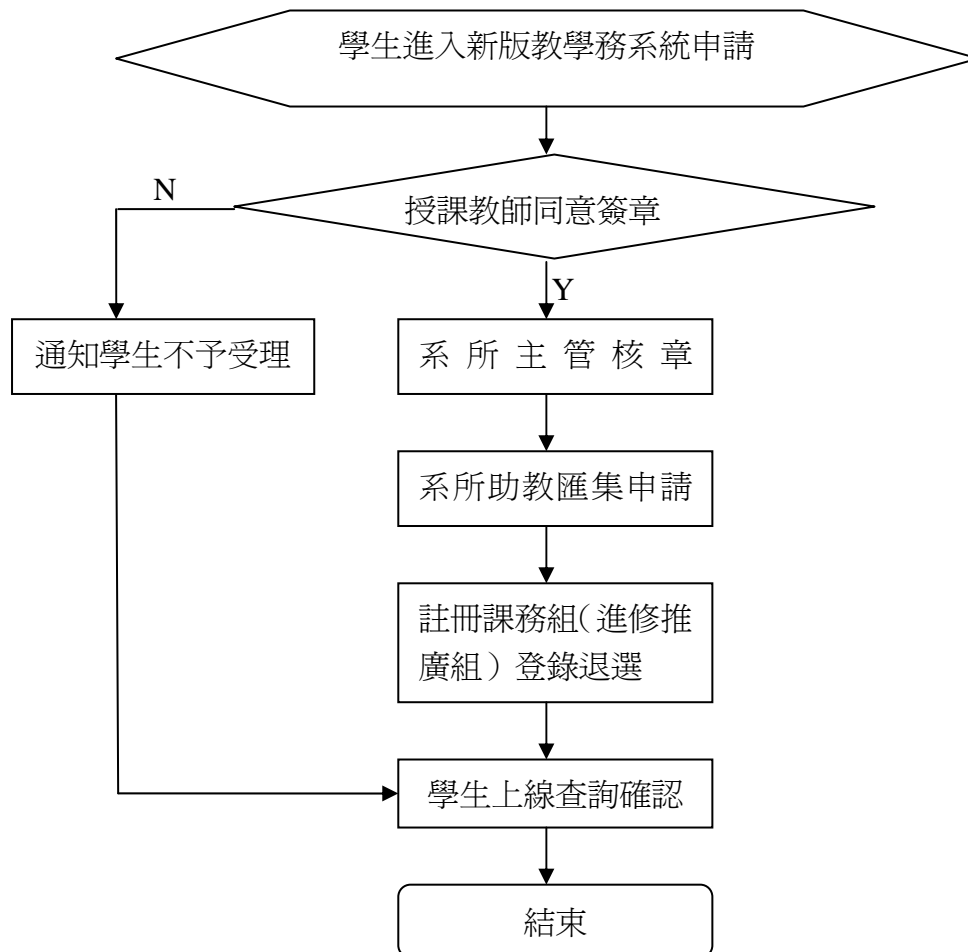 學生進入新版教學務系統申請
N
授課教師同意簽章
Y
通知學生不予受理
系所主管核章
系所助教匯集申請
註冊課務組(進修推
廣組)登錄退選
學生上線查詢確認
結束